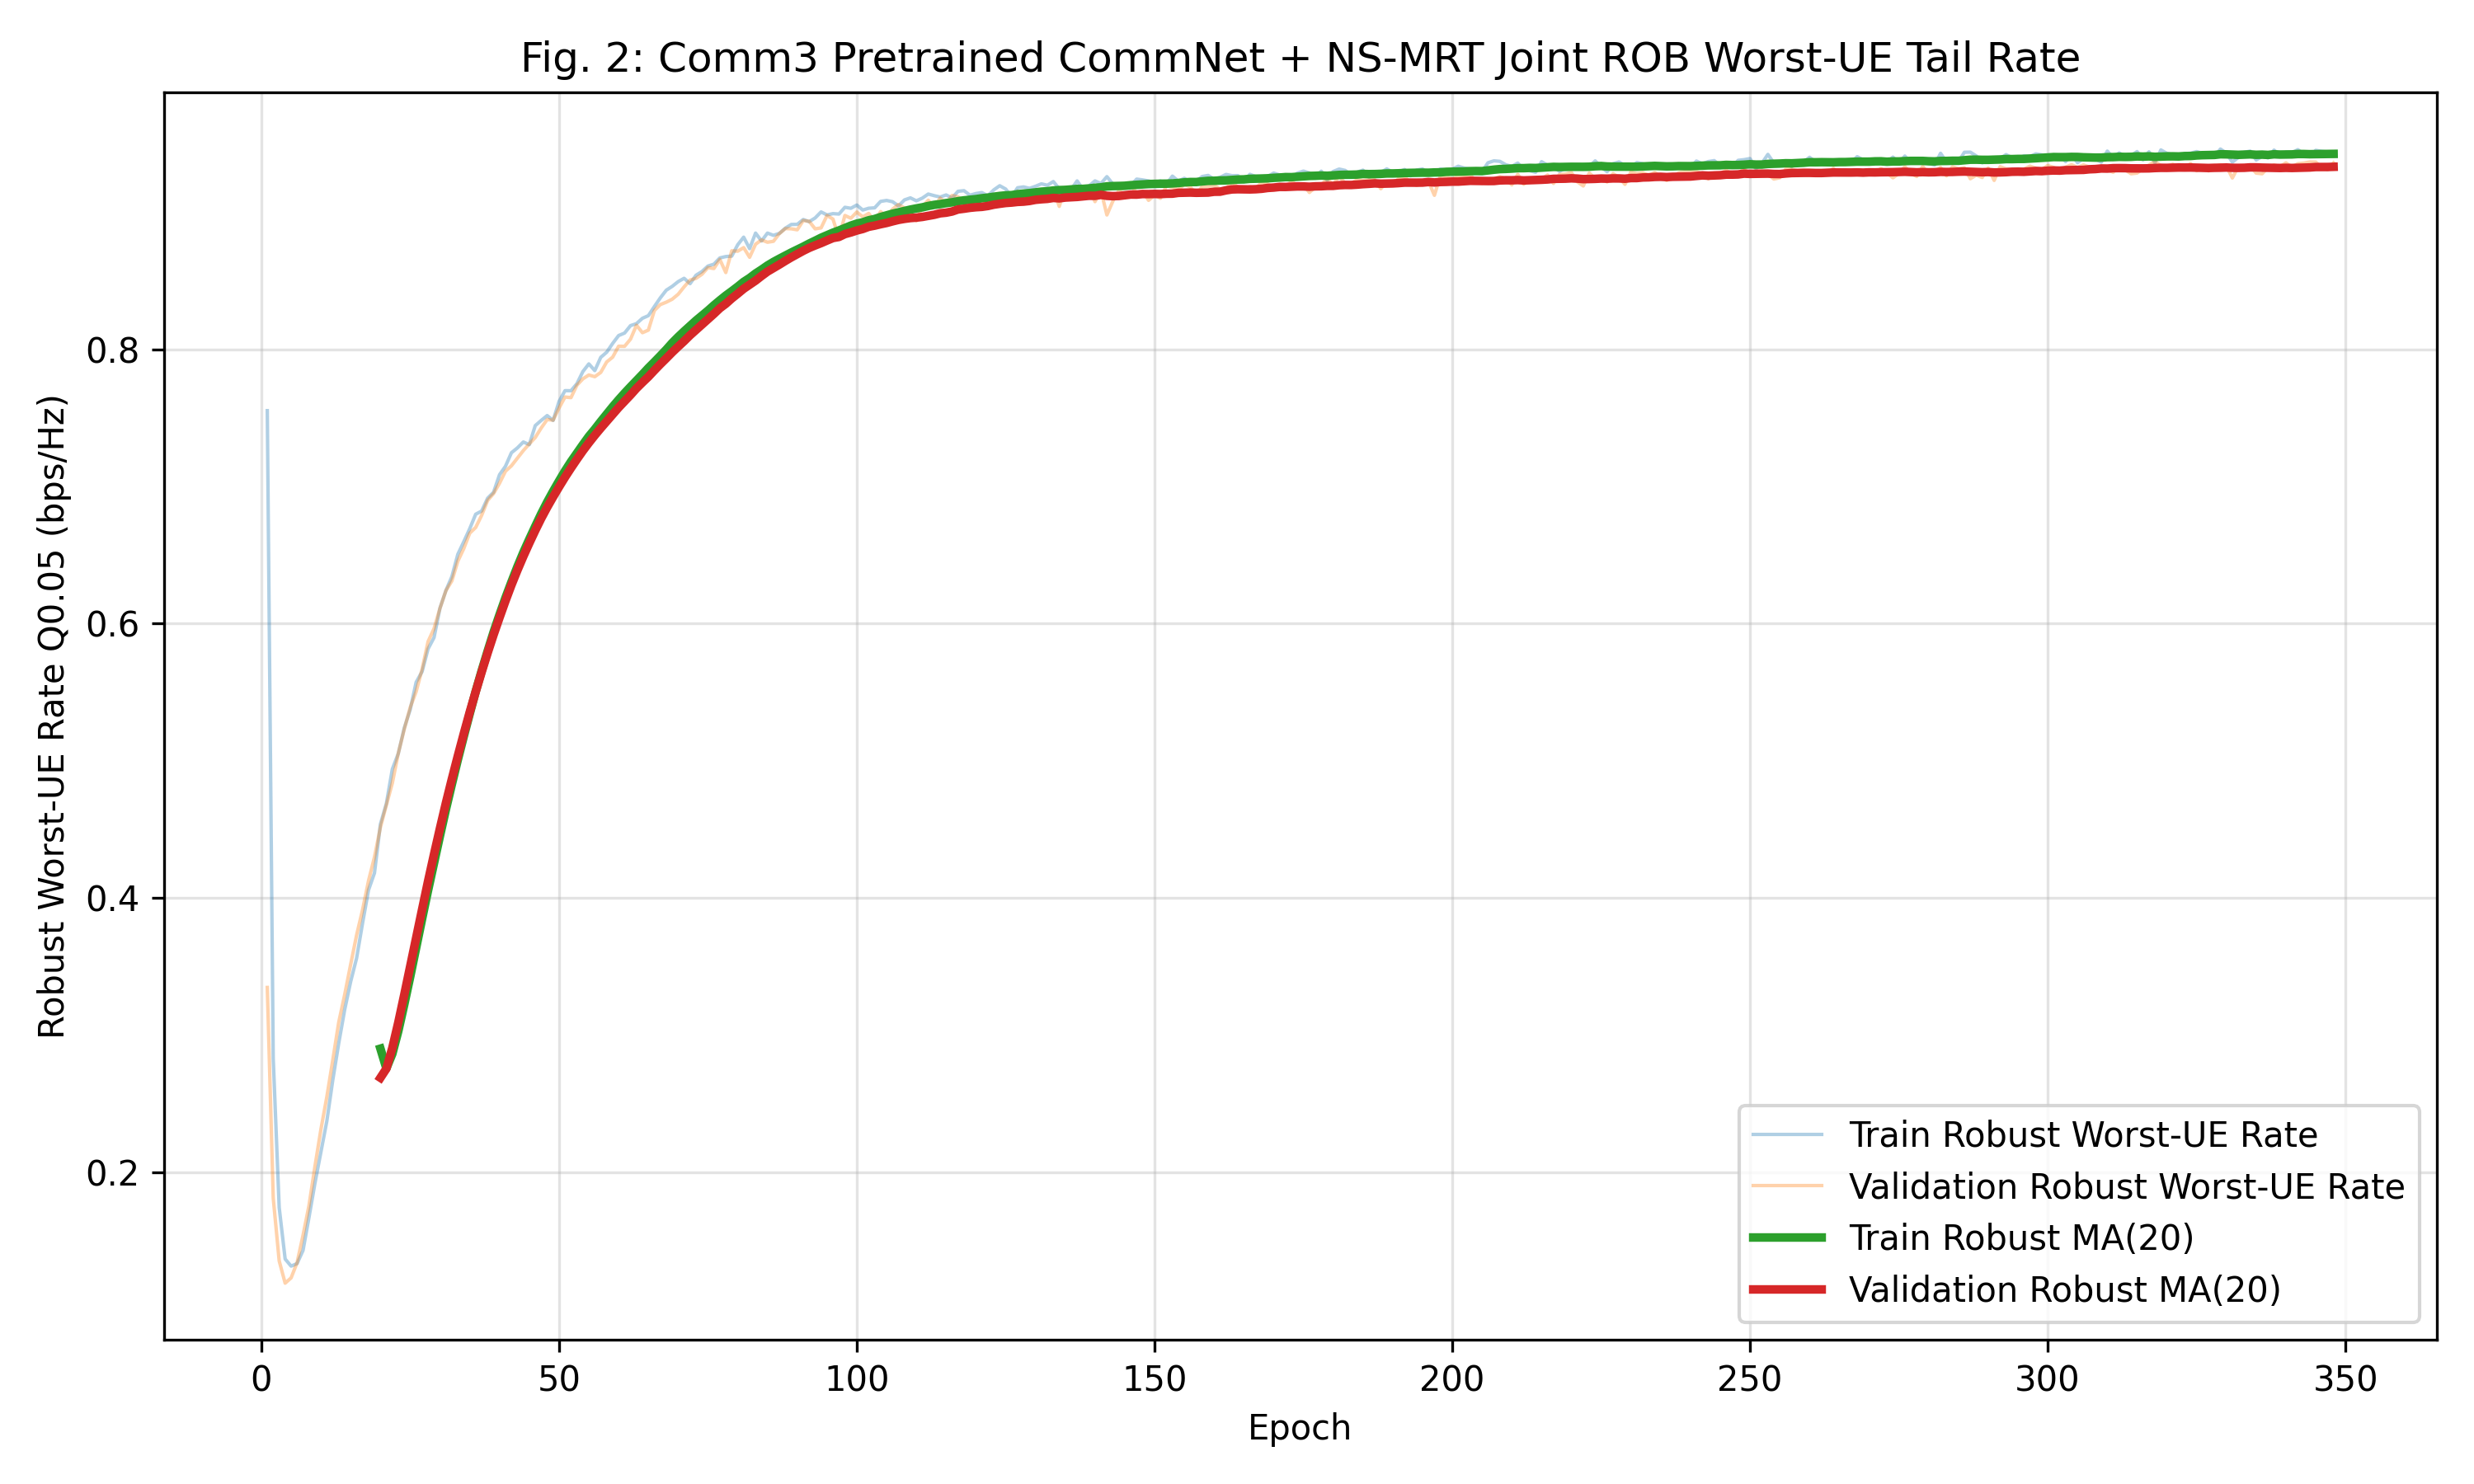 Fig. 2: Comm3 Pretrained CommNet + NS-MRT Joint ROB Worst-UE Tail Rate
Robust Worst-UE Rate Q0.05 (bps/Hz)
0.8
0.6
0.4
0.2
Train Robust Worst-UE Rate
Validation Robust Worst-UE Rate
Train Robust MA(20)
Validation Robust MA(20)
0 50 100 150 200 250 300 350
Epoch